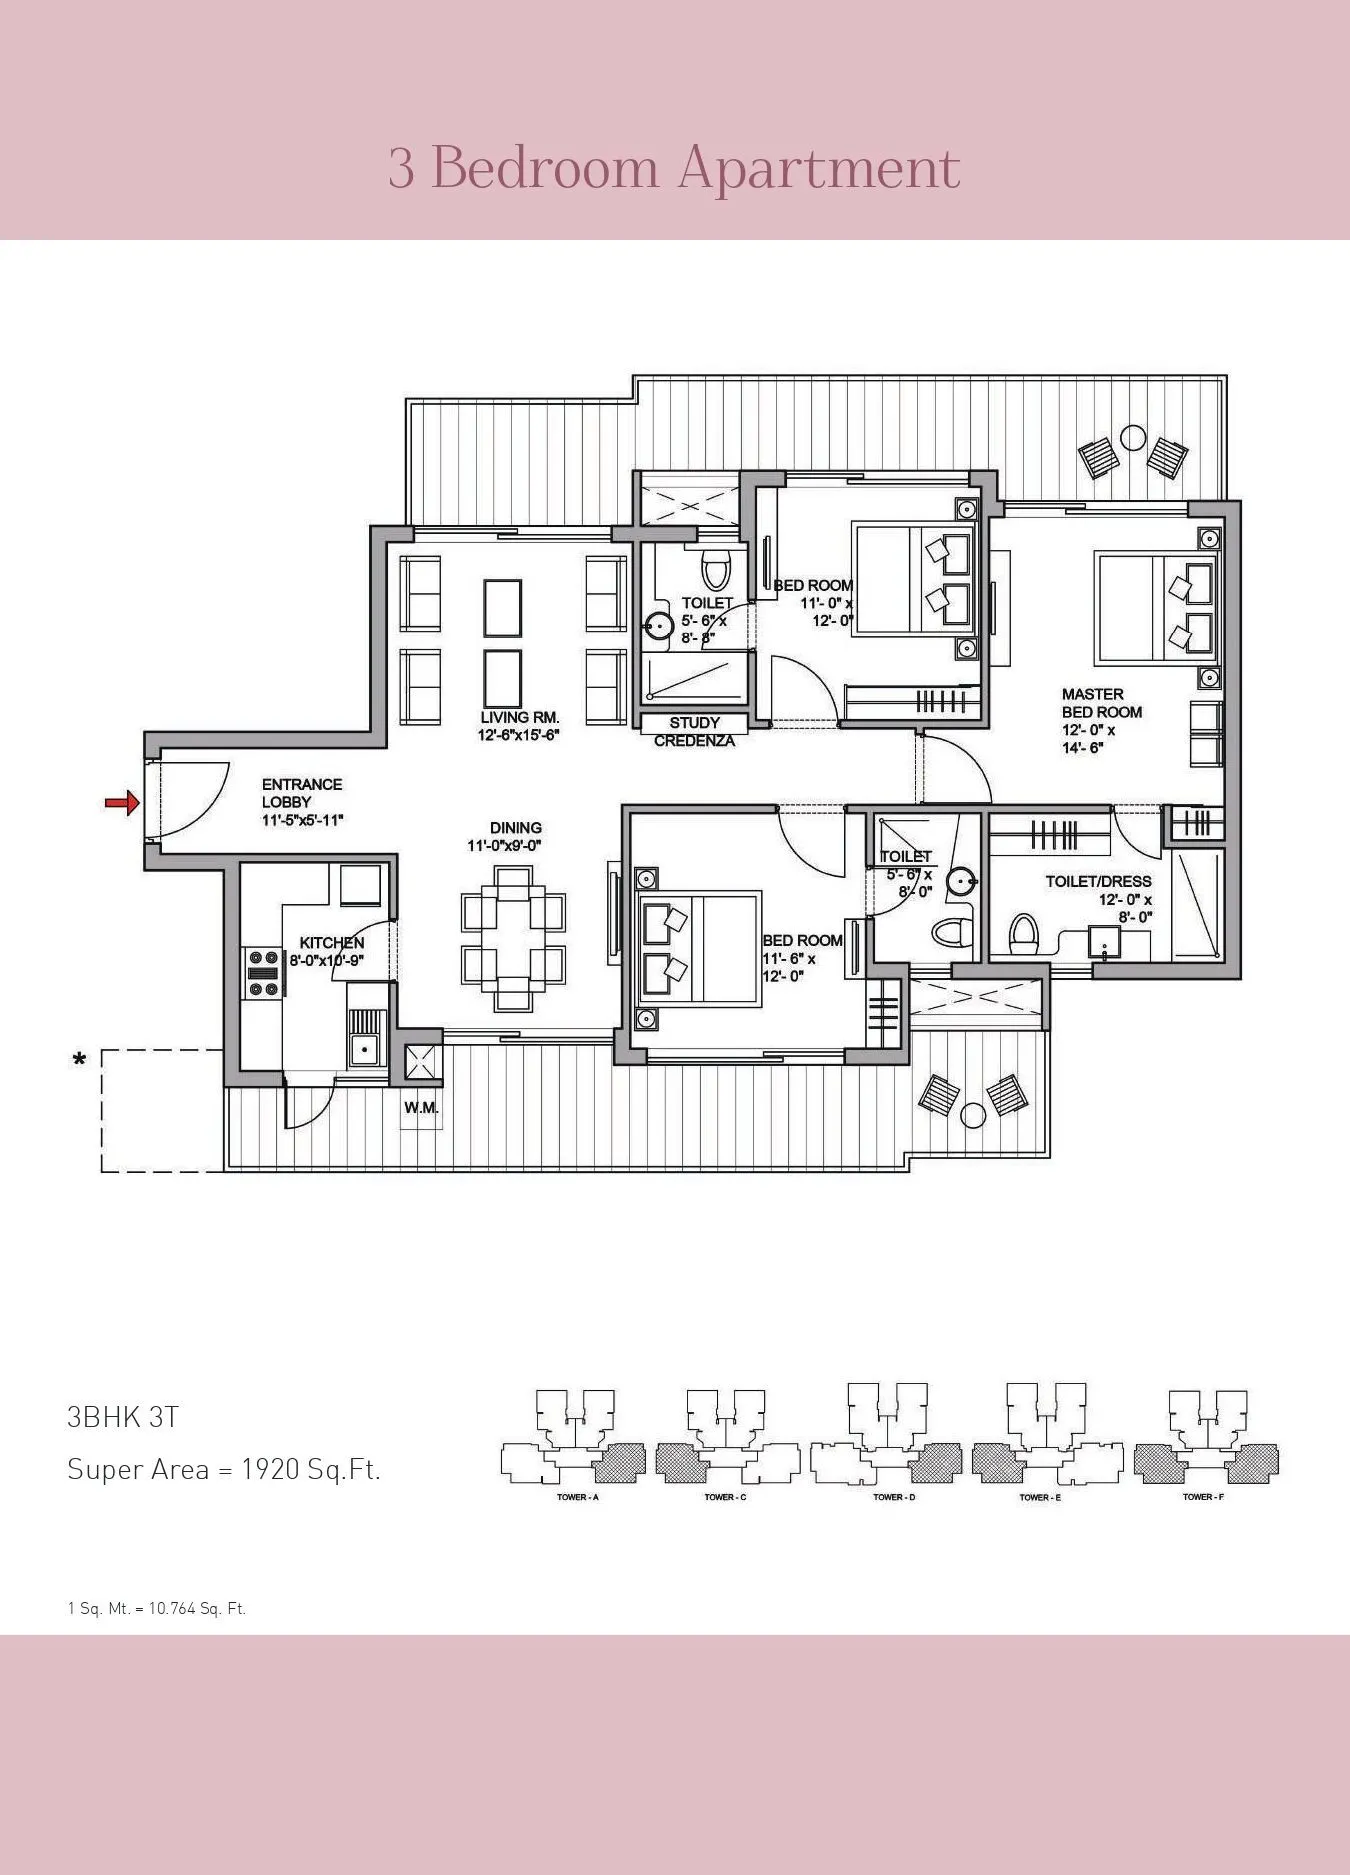 3 Bedroom Apartment
BED ROOM
11'- 0" x
12'- 0"
TOILET
5'- 6" x
8'- 8"
MASTER
BED ROOM
12'- 0" x
14'- 6"
LIVING RM.
12'-6"x15'-6"
STUDY
CREDENZA
ENTRANCE
LOBBY
11'-5"x5'-11"
DINING
11'-0"x9'-0"
TOILET
5'- 6" x
8'- 0"
TOILET/DRESS
12'- 0" x
8'- 0"
KITCHEN
8'-0"x10'-9"
BED ROOM
11'- 6" x
12'- 0"
*
W.M.
3BHK 3T
Super Area = 1920 Sq.Ft.
TOWER - A
TOWER - C
TOWER - D
TOWER - E
TOWER - F
1 Sq. Mt. = 10.764 Sq. Ft.